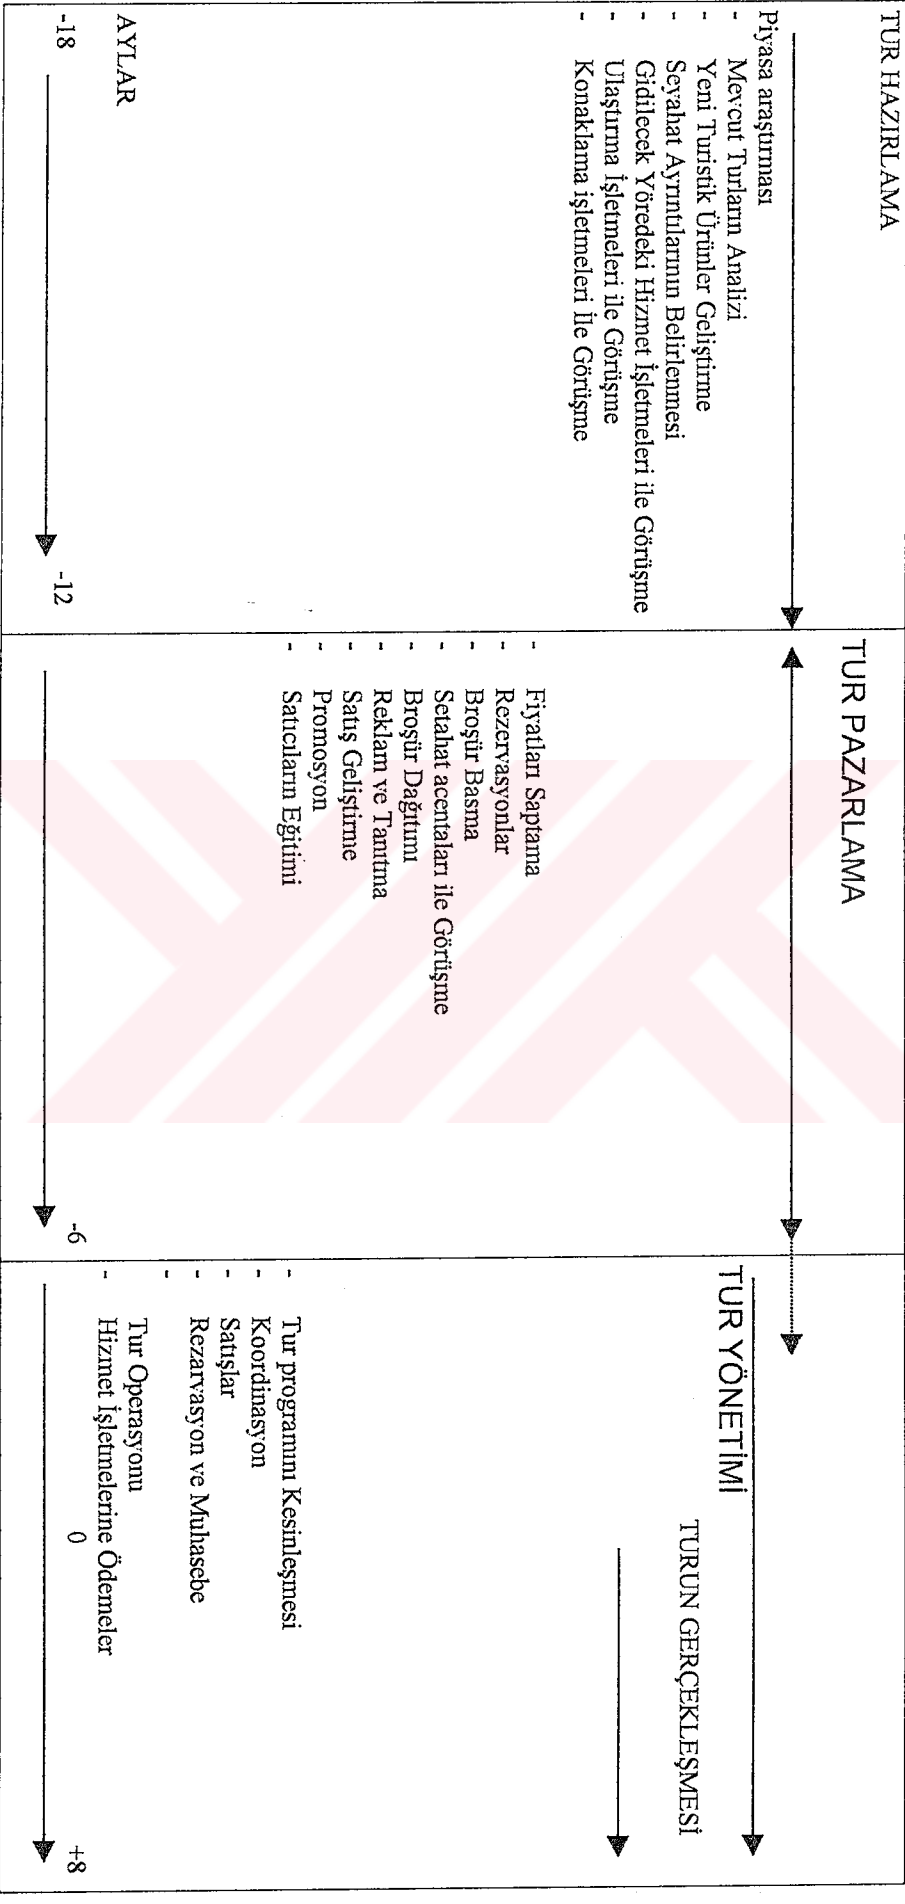 TUR HAZIRLAMA
Piyasa araştırması
- Mevcut Turların Analizi
- Yeni Turistik Ürünler Geliştirme
- Seyahat Ayrıntılarının Belirlenmesi
- Gidilecek Yöredeki Hizmet İşletmeleri ile Görüşme
- Ulaştırma İşletmeleri ile Görüşme
- Konaklama işletmeleri İle Görüşme
AYLAR
-18
-12
TUR PAZARLAMA
- Fiyatları Saptama
- Rezervasyonlar
- Broşür Basma
- Setahat acentaları ile Görüşme
- Broşür Dağıtımı
- Reklam ve Tanıtma
- Satış Geliştirme
- Promosyon
- Satıcıların Eğitimi
-6
TUR YÖNETİMİ
TURUN GERÇEKLEŞMESİ
- Tur programını Kesinleşmesi
- Koordinasyon
- Satışlar
- Rezarvasyon ve Muhasebe
-
Tur Operasyonu
- Hizmet İşletmelerine Ödemeler
0
+8